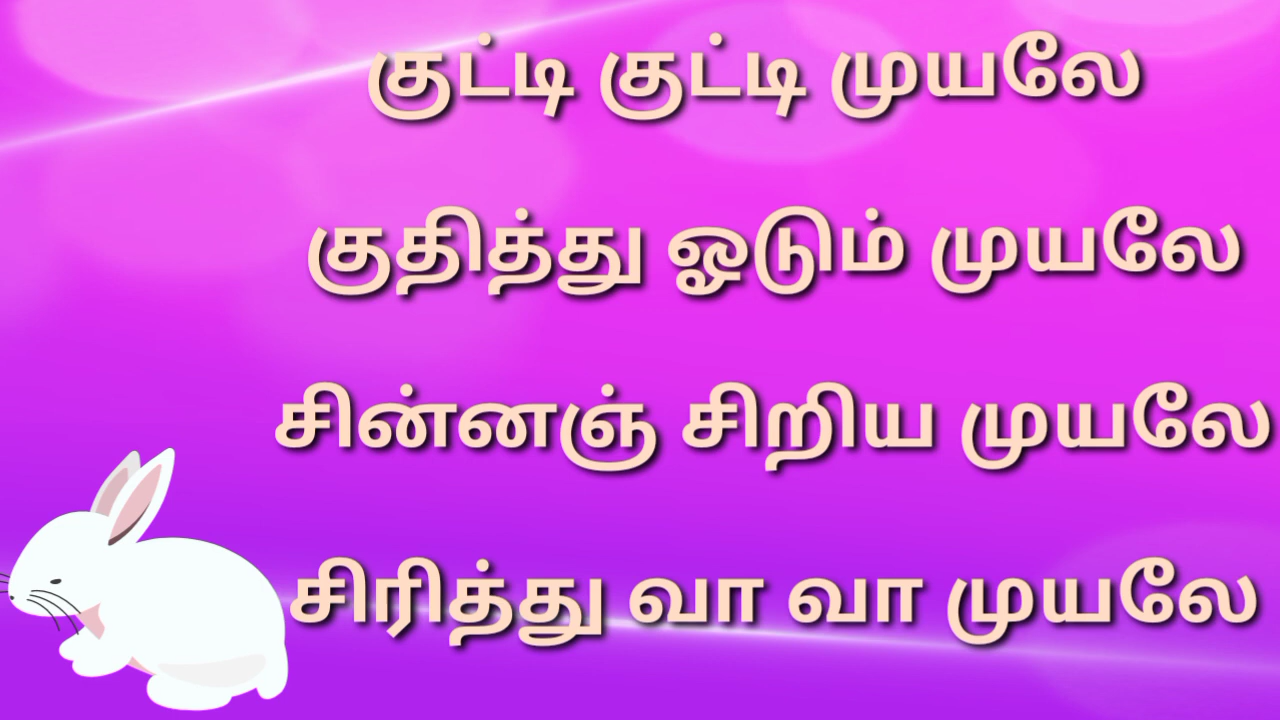 குட்டி குட்டி முயலே
குதித்து ஓடும் முயலே
சின்னஞ் சிறிய முயலே
சிரித்து வா வா முயலே